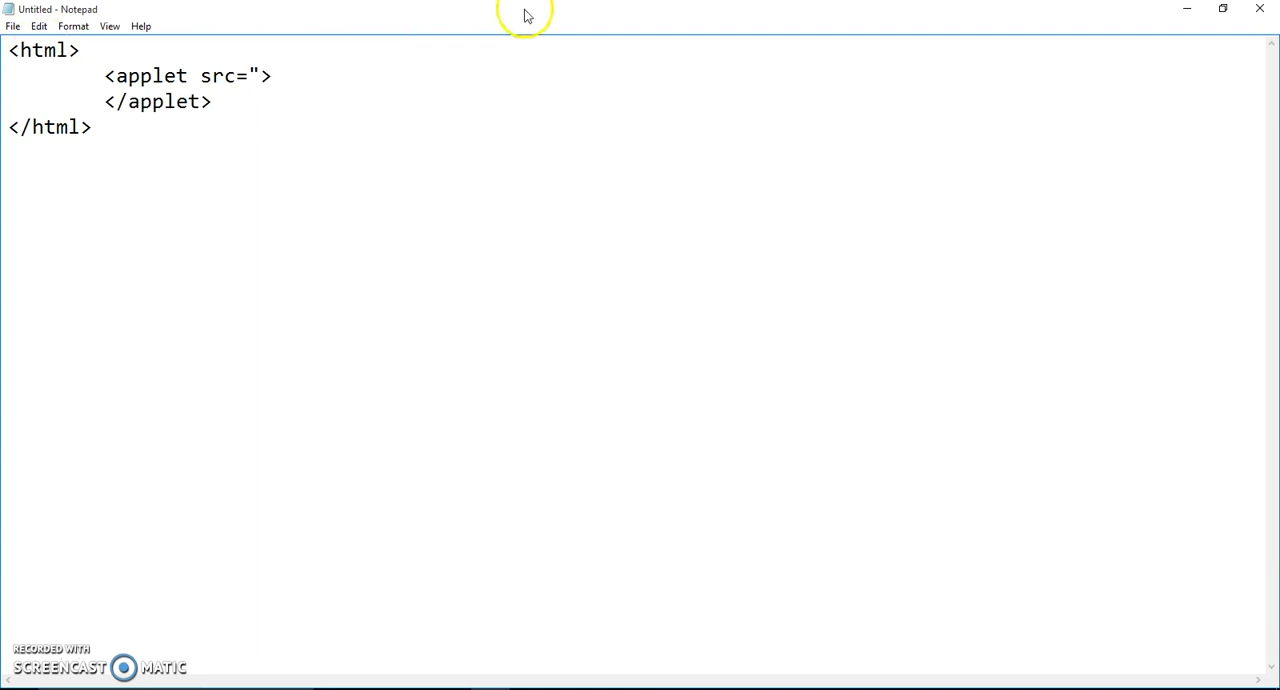 Untitled - Notepad
File Edit Format View Help
<html>
<applet src=">
</applet>
</html>
RECORDED WITH
SCREENCAST MATIC